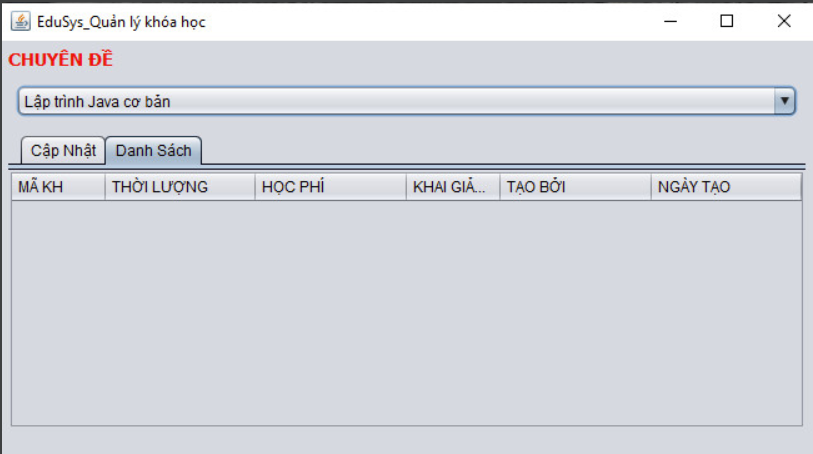 EduSys_Quản lý khóa học
CHUYÊN ĐỀ
Lập trình Java cơ bản
Cập Nhật Danh Sách
MÃ KH THỜI LƯỢNG HỌC PHÍ KHAI GIẢ... TẠO BỞI NGÀY TẠO